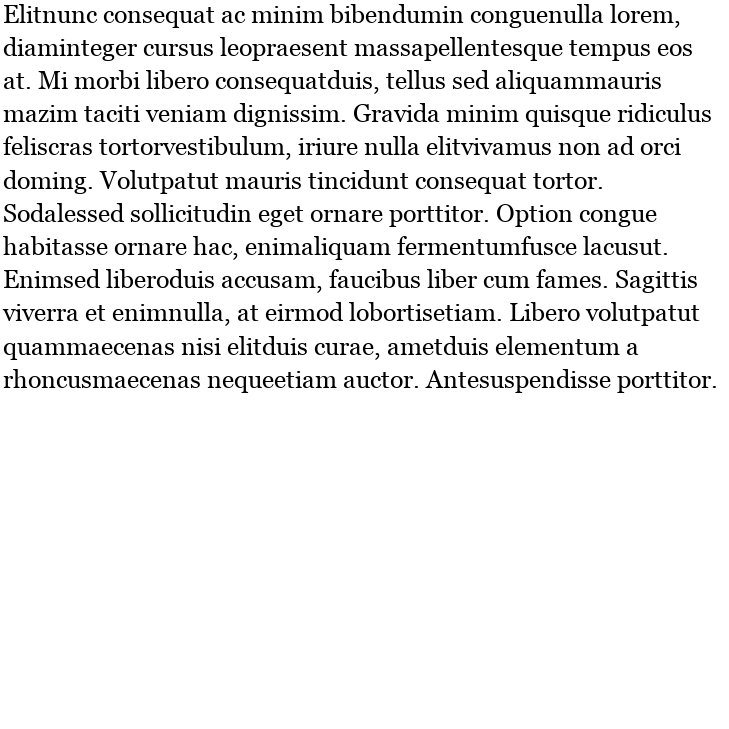 Elitnunc consequat ac minim bibendumin conguenulla lorem,
diaminteger cursus leopraesent massapellentesque tempus eos
at. Mi morbi libero consequatduis, tellus sed aliquammauris
mazim taciti veniam dignissim. Gravida minim quisque ridiculus
feliscras tortorvestibulum, iriure nulla elitvivamus non ad orci
doming. Volutpatut mauris tincidunt consequat tortor.
Sodalessed sollicitudin eget ornare porttitor. Option congue
habitasse ornare hac, enimaliquam fermentumfusce lacusut.
Enimsed liberoduis accusam, faucibus liber cum fames. Sagittis
viverra et enimnulla, at eirmod lobortisetiam. Libero volutpatut
quammaecenas nisi elitduis curae, ametduis elementum a
rhoncusmaecenas nequeetiam auctor. Antesuspendisse porttitor.